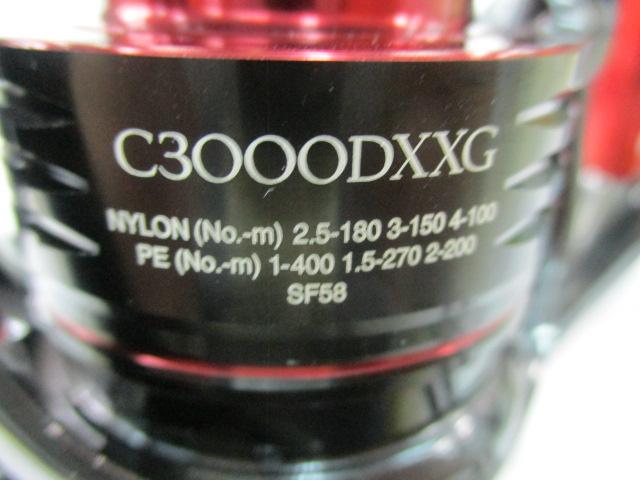 C3000DXXG
NYLON (No.-m) 2.5-180 3-150 4-100
PE (No.-m) 1-400 1.5-270 2-200
SF58